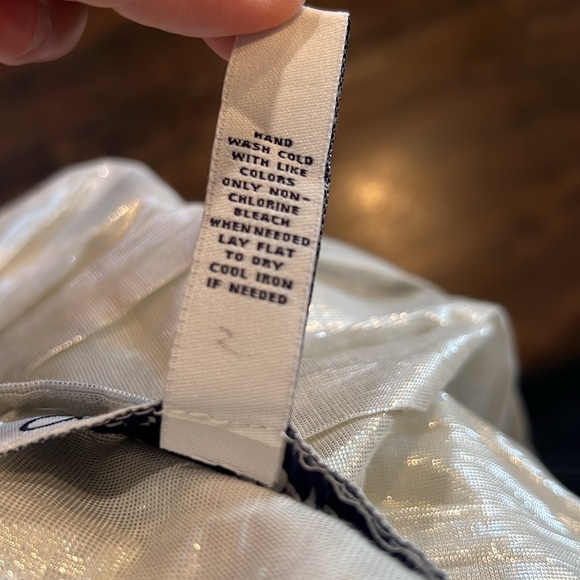 HAND
WASH COLD
WITH LIKE
COLORS
ONLY NON-
CHLORINE
BLEACH
WHEN NEEDED
LAY FLAT
TO DRY
COOL IRON
IF NEEDED
2